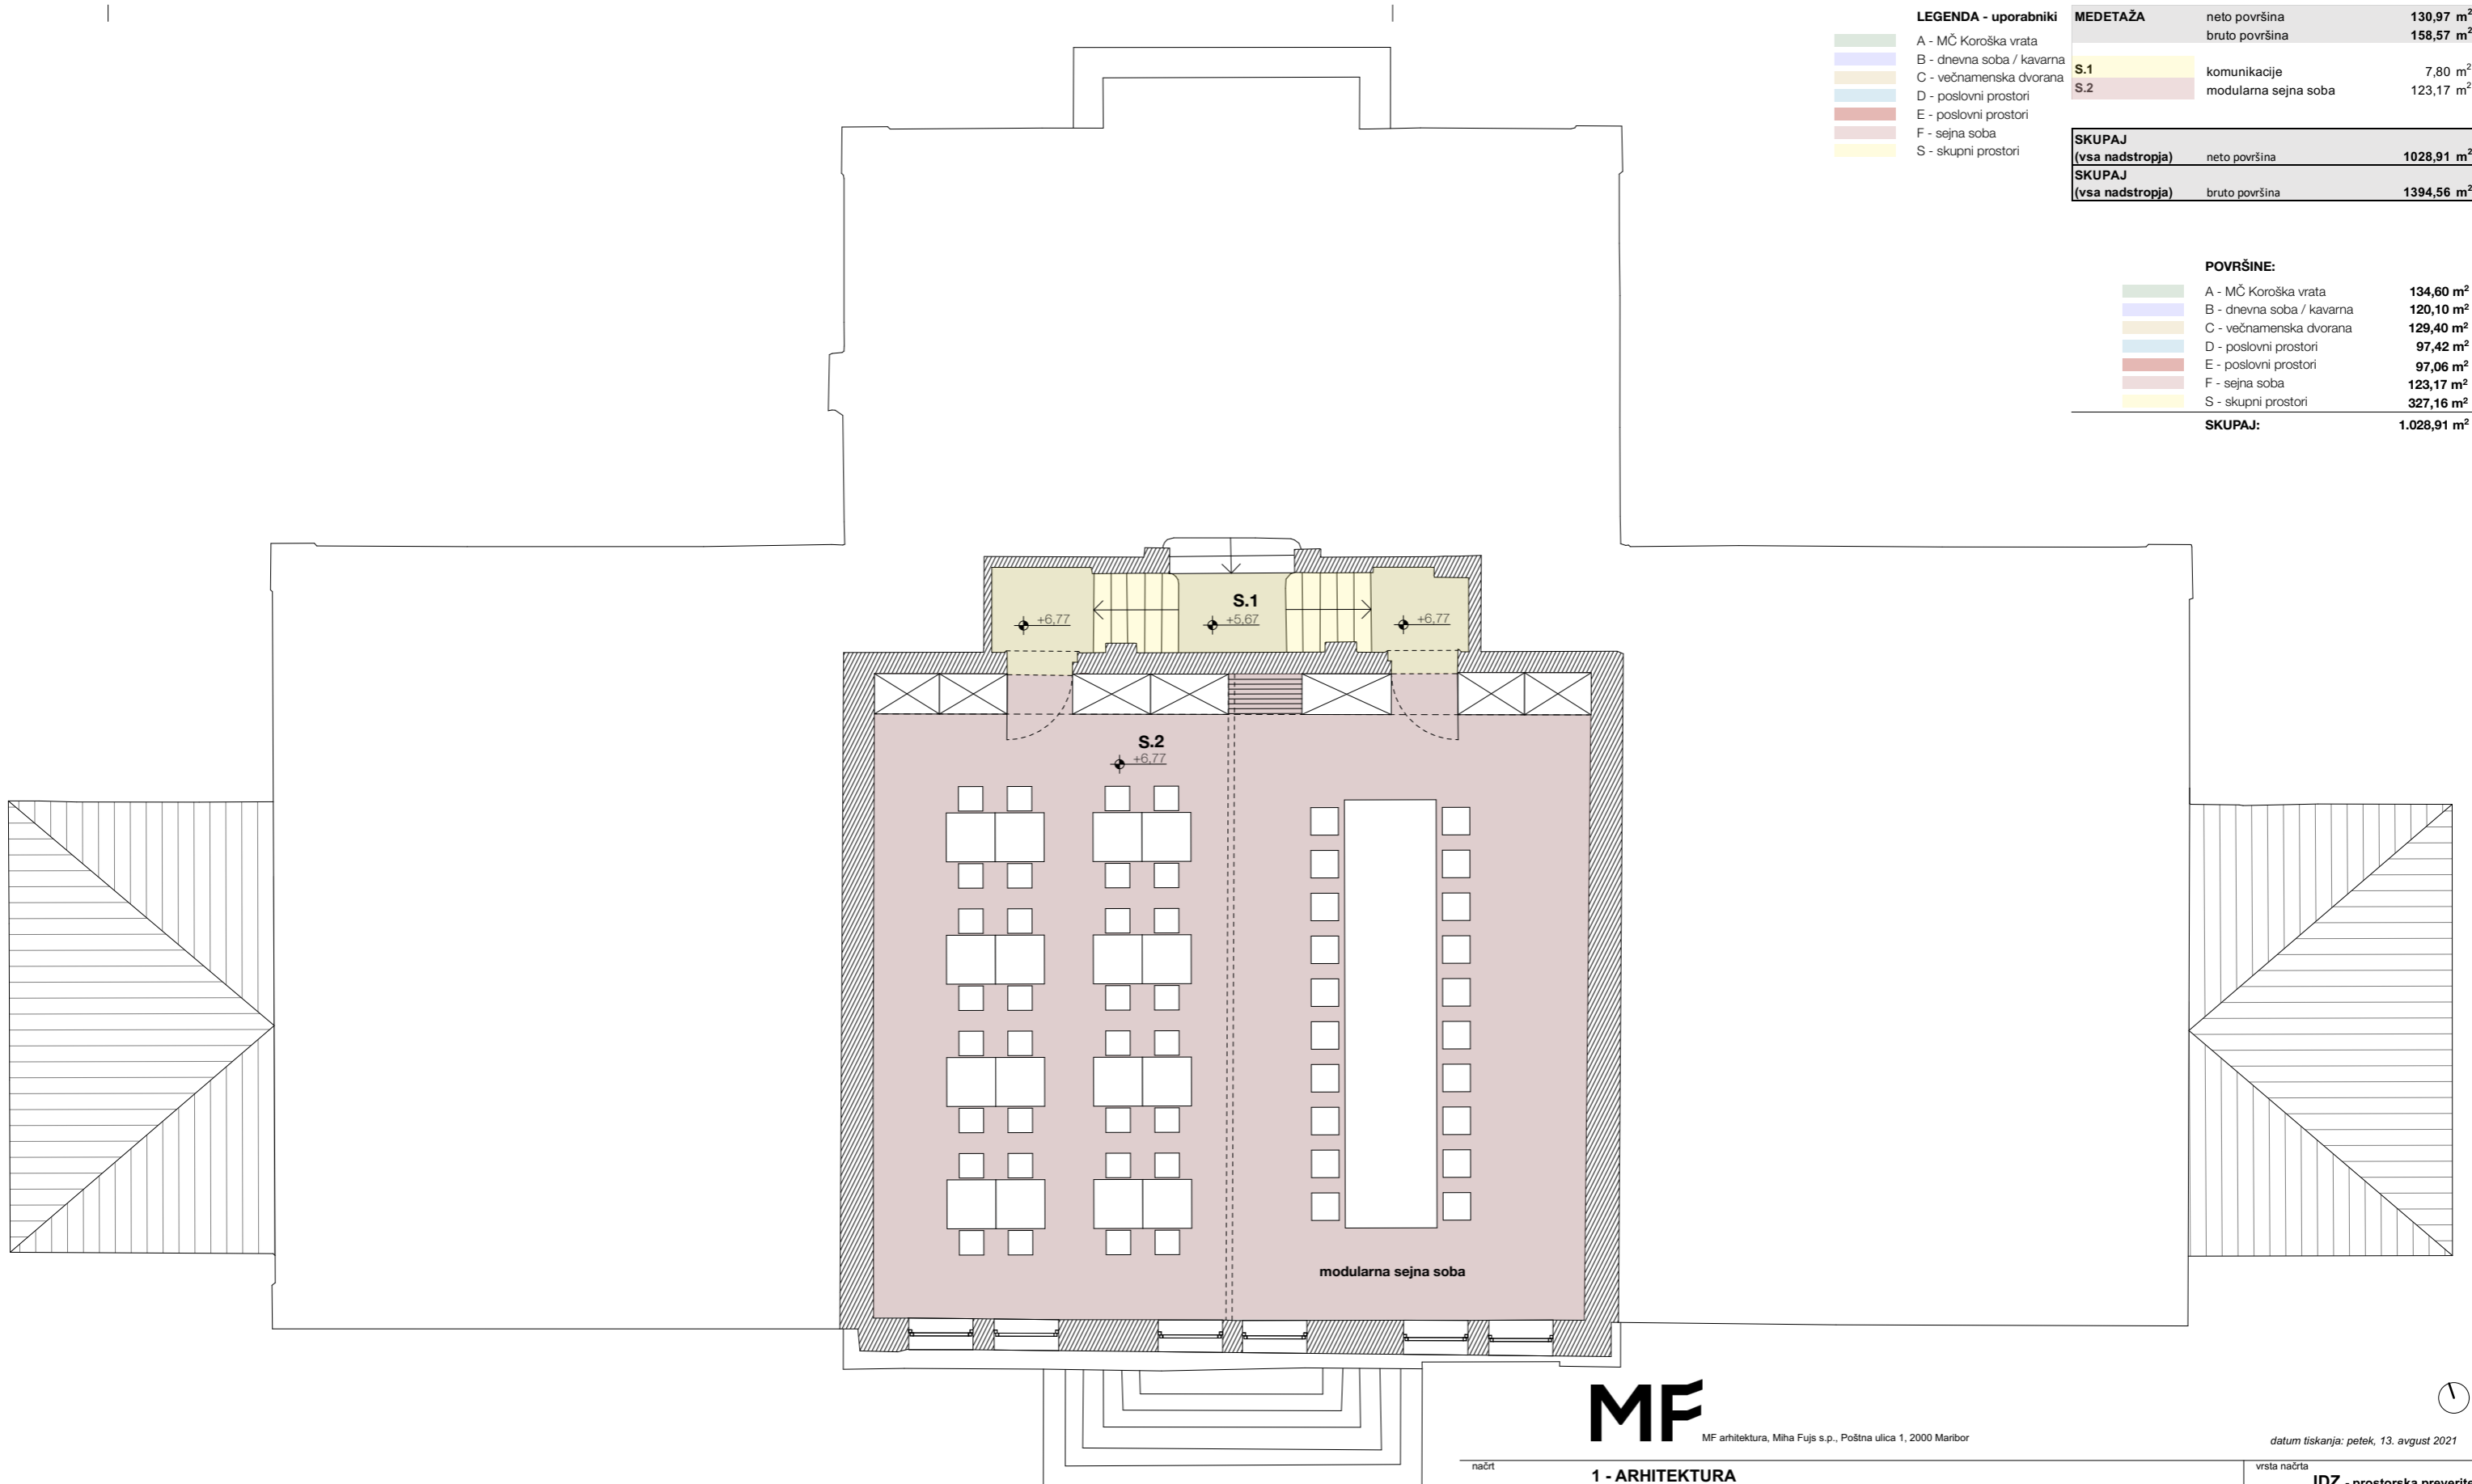 LEGENDA - uporabniki
A - MČ Koroška vrata
B - dnevna soba / kavarna
C - večnamenska dvorana
D - poslovni prostori
E - poslovni prostori
F - sejna soba
S - skupni prostori
MEDETAŽA neto površina 130,97 m²
bruto površina 158,57 m²
S.1 komunikacije 7,80 m²
S.2 modularna sejna soba 123,17 m²
SKUPAJ
(vsa nadstropja) neto površina 1028,91 m²
SKUPAJ
(vsa nadstropja) bruto površina 1394,56 m²
POVRŠINE:
A - MČ Koroška vrata 134,60 m²
B - dnevna soba / kavarna 120,10 m²
C - večnamenska dvorana 129,40 m²
D - poslovni prostori 97,42 m²
E - poslovni prostori 97,06 m²
F - sejna soba 123,17 m²
S - skupni prostori 327,16 m²
SKUPAJ: 1.028,91 m²
S.1
+6,77 +5,67 +6,77
S.2
+6,77
modularna sejna soba
MF
MF arhitektura, Miha Fujs s.p., Poštna ulica 1, 2000 Maribor
datum tiskanja: petek, 13. avgust 2021
načrt
1 - ARHITEKTURA
vrsta načrta
IDZ - prostorska